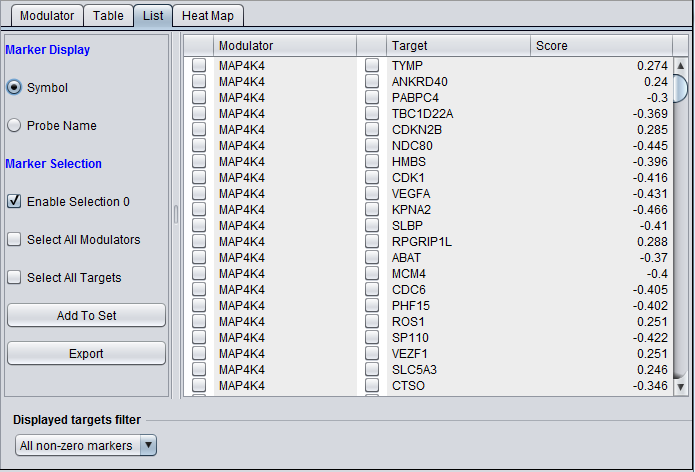 Modulator Table List Heat Map
Marker Display
Symbol
Probe Name
Marker Selection
Enable Selection 0
Select All Modulators
Select All Targets
Add To Set
Export
Modulator Target Score
MAP4K4 TYMP 0.274
MAP4K4 ANKRD40 0.24
MAP4K4 PABPC4 -0.3
MAP4K4 TBC1D22A -0.369
MAP4K4 CDKN2B 0.285
MAP4K4 NDC80 -0.445
MAP4K4 HMBS -0.396
MAP4K4 CDK1 -0.416
MAP4K4 VEGFA -0.431
MAP4K4 KPNA2 -0.466
MAP4K4 SLBP -0.41
MAP4K4 RPGRIP1L 0.288
MAP4K4 ABAT -0.37
MAP4K4 MCM4 -0.4
MAP4K4 CDC6 -0.405
MAP4K4 PHF15 -0.402
MAP4K4 ROS1 0.251
MAP4K4 SP110 -0.422
MAP4K4 VEZF1 0.251
MAP4K4 SLC5A3 0.246
MAP4K4 CTSO -0.346
Displayed targets filter
All non-zero markers